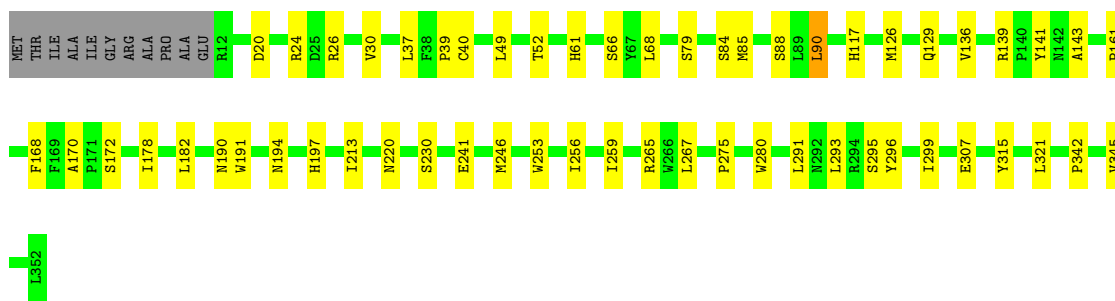 MET THR ILE ALA ALA ILE GLY ARG ALA PRO ALA GLU R12 D20 R24 D25 R26 V30 L37 F38 P39 C40 L49 T52 H61 S66 Y67 L68 S79 S84 M85 S88 L89 L90 H117 M126 Q129 V136 R139 P140 Y141 N142 A143
F168 F169 A170 P171 S172 I178 L182 N190 W191 N194 H197 I213 N220 S230 E241 M246 W253 I256 I259 R265 W266 L267 P275 W280 L291 N292 L293 R294 S295 Y296 I299 E307 Y315 L321 P342
L352